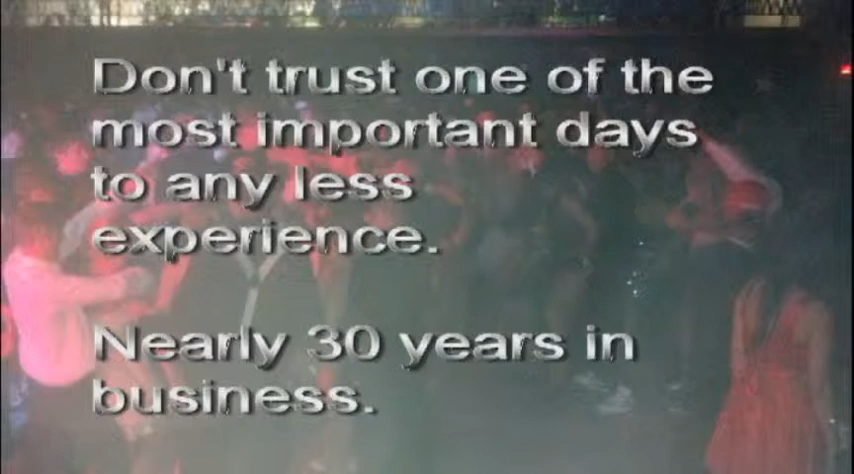 Don't trust one of the
most important days
to any less
experience.
Nearly 30 years in
business.